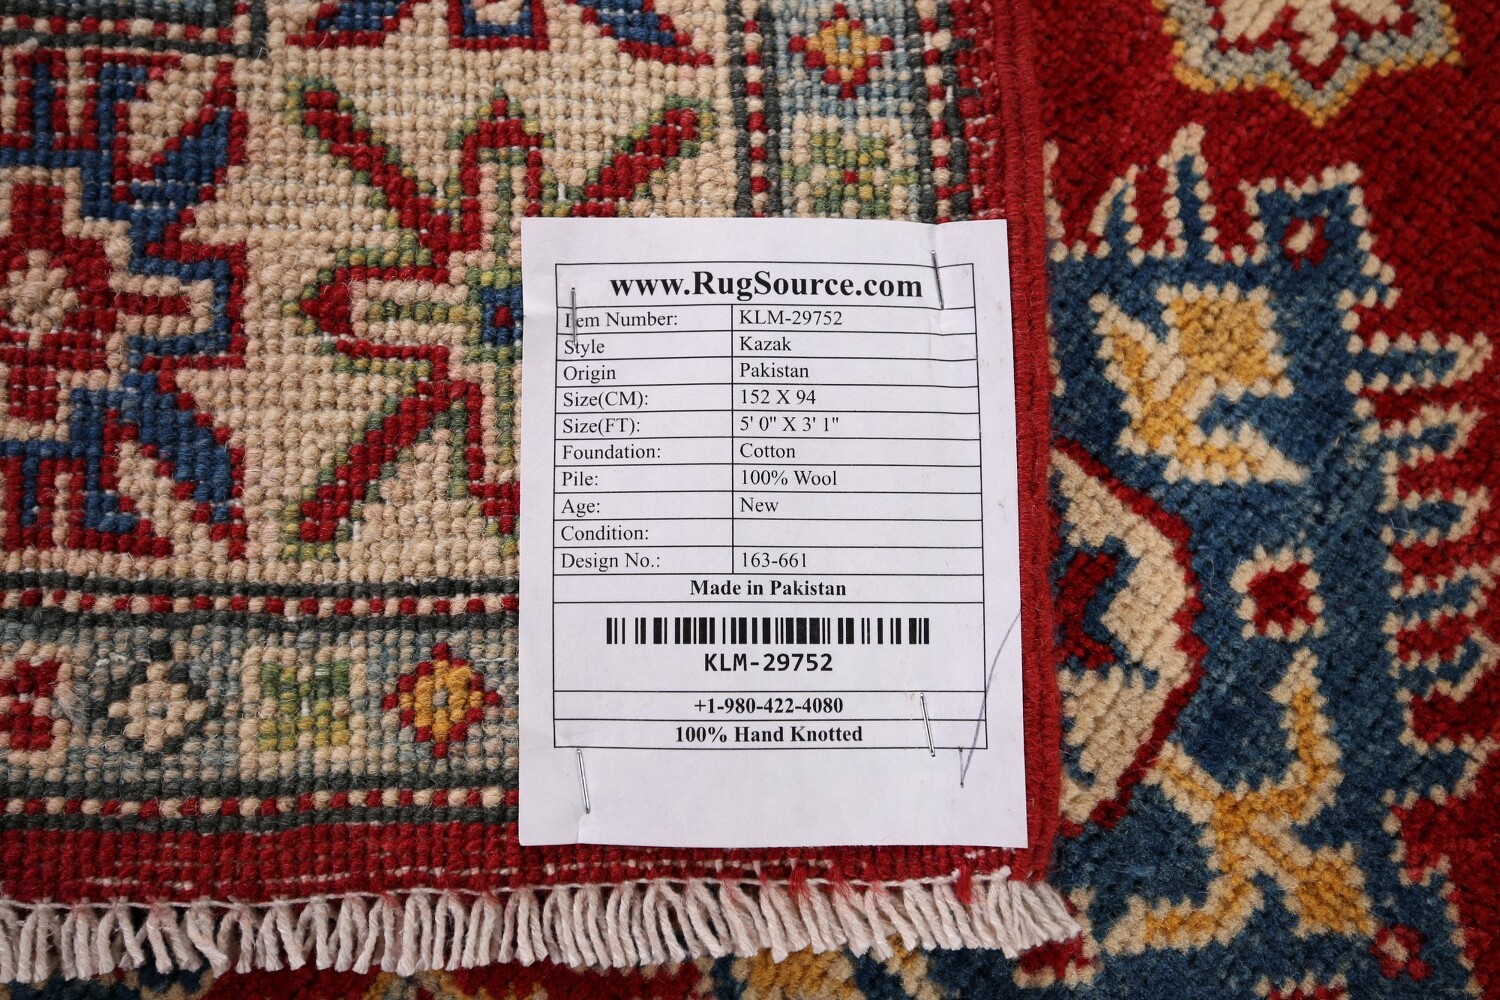 www.RugSource.com
Item Number: KLM-29752
Style Kazak
Origin Pakistan
Size(CM): 152 X 94
Size(FT): 5' 0" X 3' 1"
Foundation: Cotton
Pile: 100% Wool
Age: New
Condition:
Design No.: 163-661
Made in Pakistan
KLM-29752
+1-980-422-4080
100% Hand Knotted